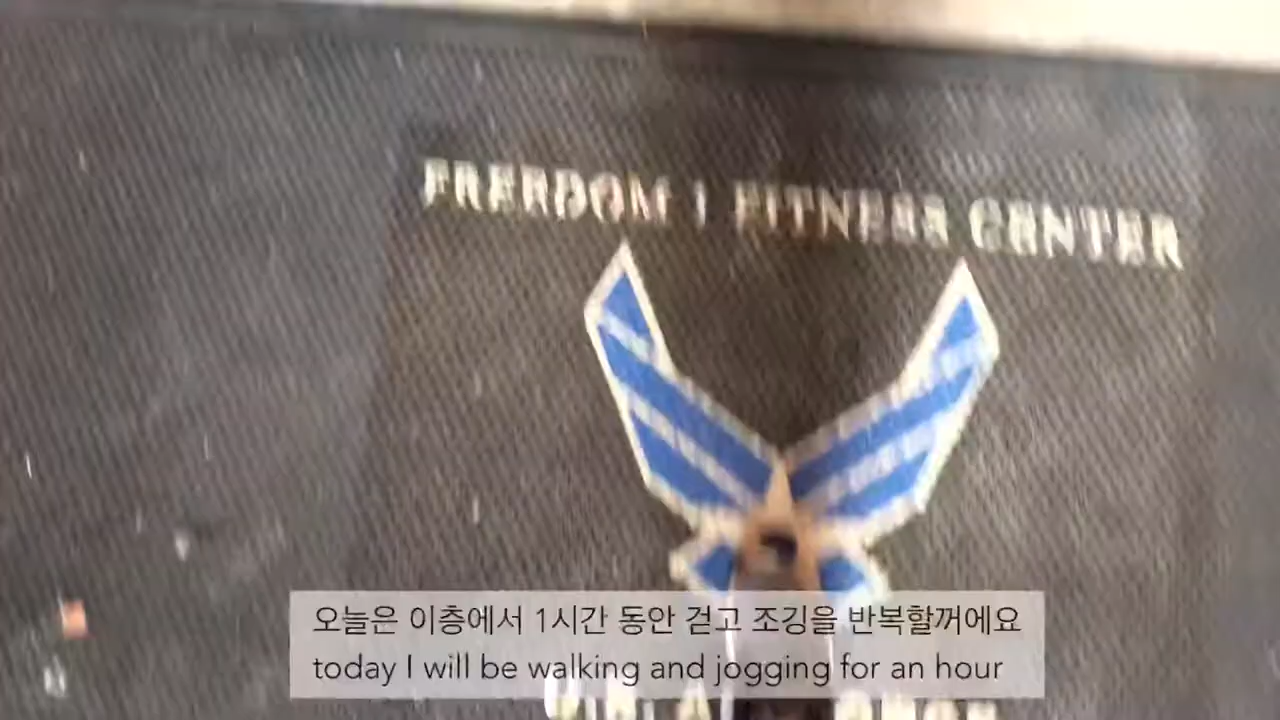 FREEDOM 1 FITNESS CENTER
오늘은 이층에서 1시간 동안 걷고 조깅을 반복할꺼에요
today I will be walking and jogging for an hour